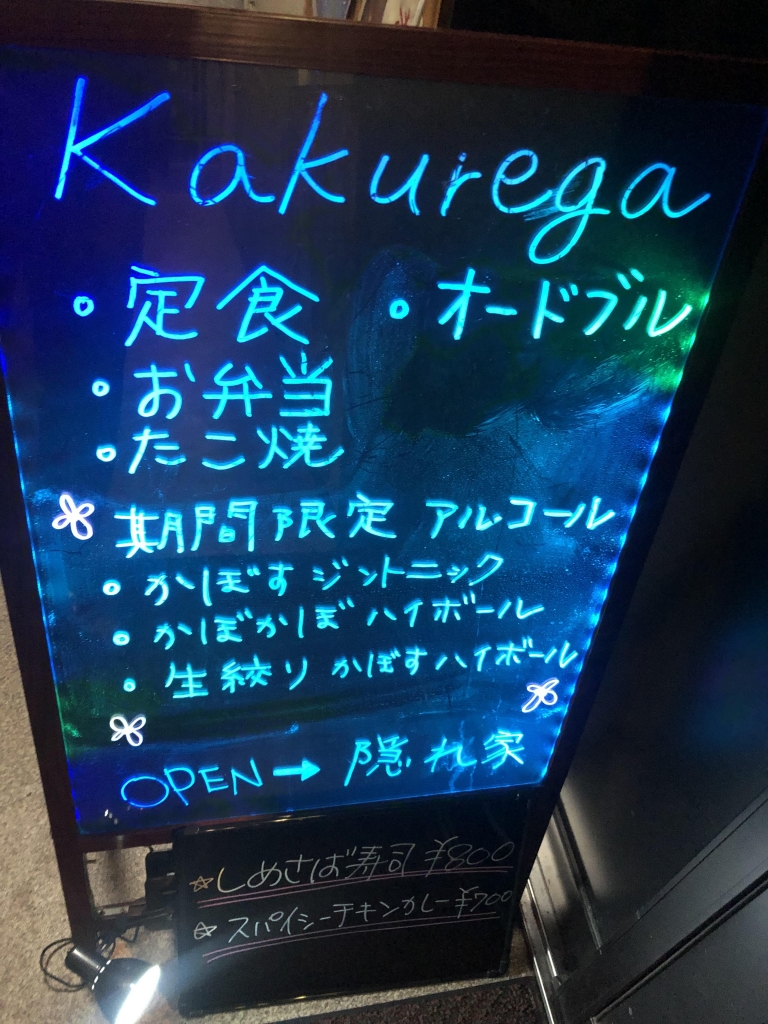 Kakurega
・定食 ・オードブル
・お弁当
・たこ焼
期間限定 アルコール
・かぼす ジントニック
・かぼかぼ ハイボール
・生絞り かぼすハイボール
OPEN→ 隠れ家
☆しめさば寿司 ¥800
☆スパイシーチキンカレー ¥700